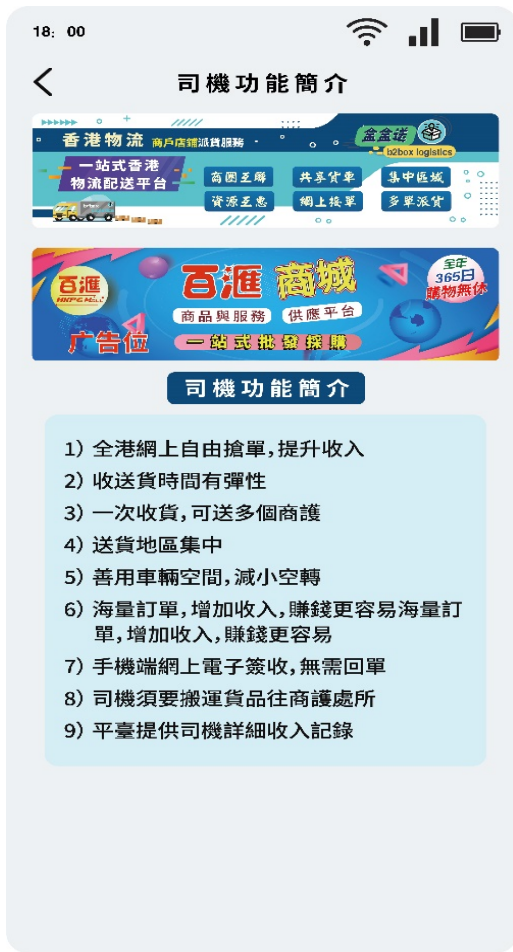 18: 00
司機功能簡介
香港物流 商戶店鋪派貨服務
盒盒送
b2box logistics
一站式香港
物流配送平台
商圈互聯 共享貨車 集中區域
資源互惠 網上接單 多單派貨
百滙
百滙 商城
全年
365日
購物無休
商品與服務 供應平台
广告位
一站式批發採購
司機功能簡介
1) 全港網上自由搶單,提升收入
2) 收送貨時間有彈性
3) 一次收貨,可送多個商護
4) 送貨地區集中
5) 善用車輛空間,減小空轉
6) 海量訂單,增加收入,賺錢更容易海量訂
單,增加收入,賺錢更容易
7) 手機端網上電子簽收,無需回單
8) 司機須要搬運貨品往商護處所
9) 平臺提供司機詳細收入記錄